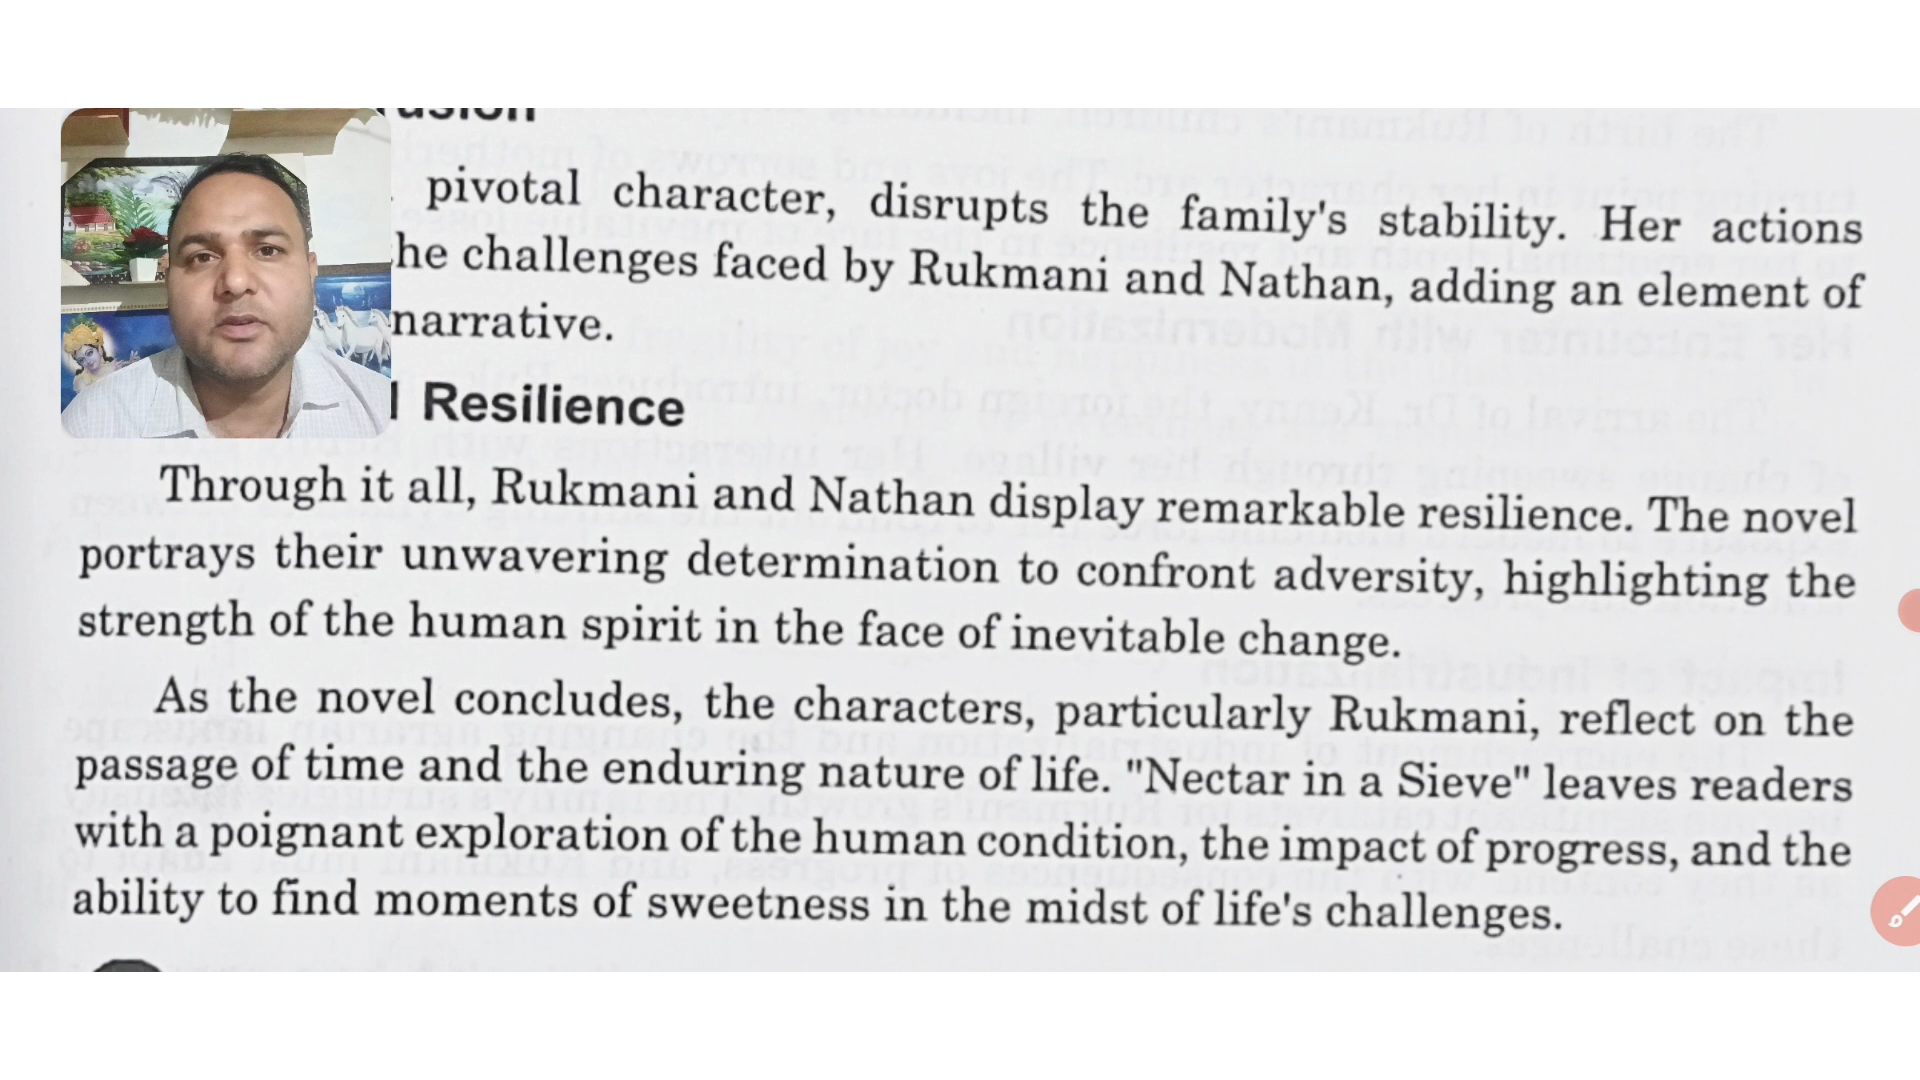 pivotal character, disrupts the family's stability. Her actions
he challenges faced by Rukmani and Nathan, adding an element of
narrative.
Resilience
Through it all, Rukmani and Nathan display remarkable resilience. The novel
portrays their unwavering determination to confront adversity, highlighting the
strength of the human spirit in the face of inevitable change.
As the novel concludes, the characters, particularly Rukmani, reflect on the
passage of time and the enduring nature of life. "Nectar in a Sieve" leaves readers
with a poignant exploration of the human condition, the impact of progress, and the
ability to find moments of sweetness in the midst of life's challenges.